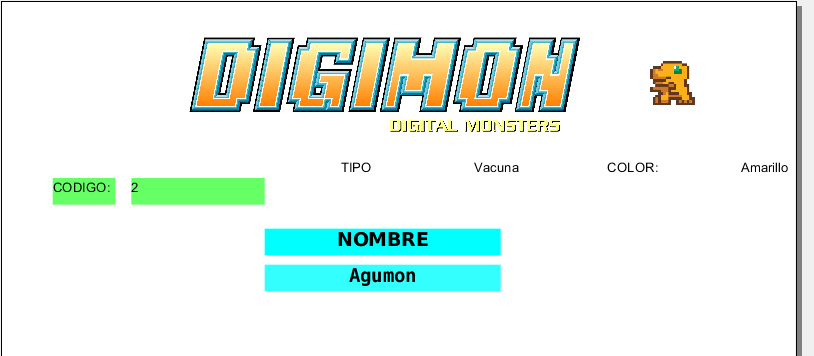 DIGIMON
DIGITAL MONSTERS
TIPO Vacuna COLOR: Amarillo
CODIGO: 2
NOMBRE
Agumon